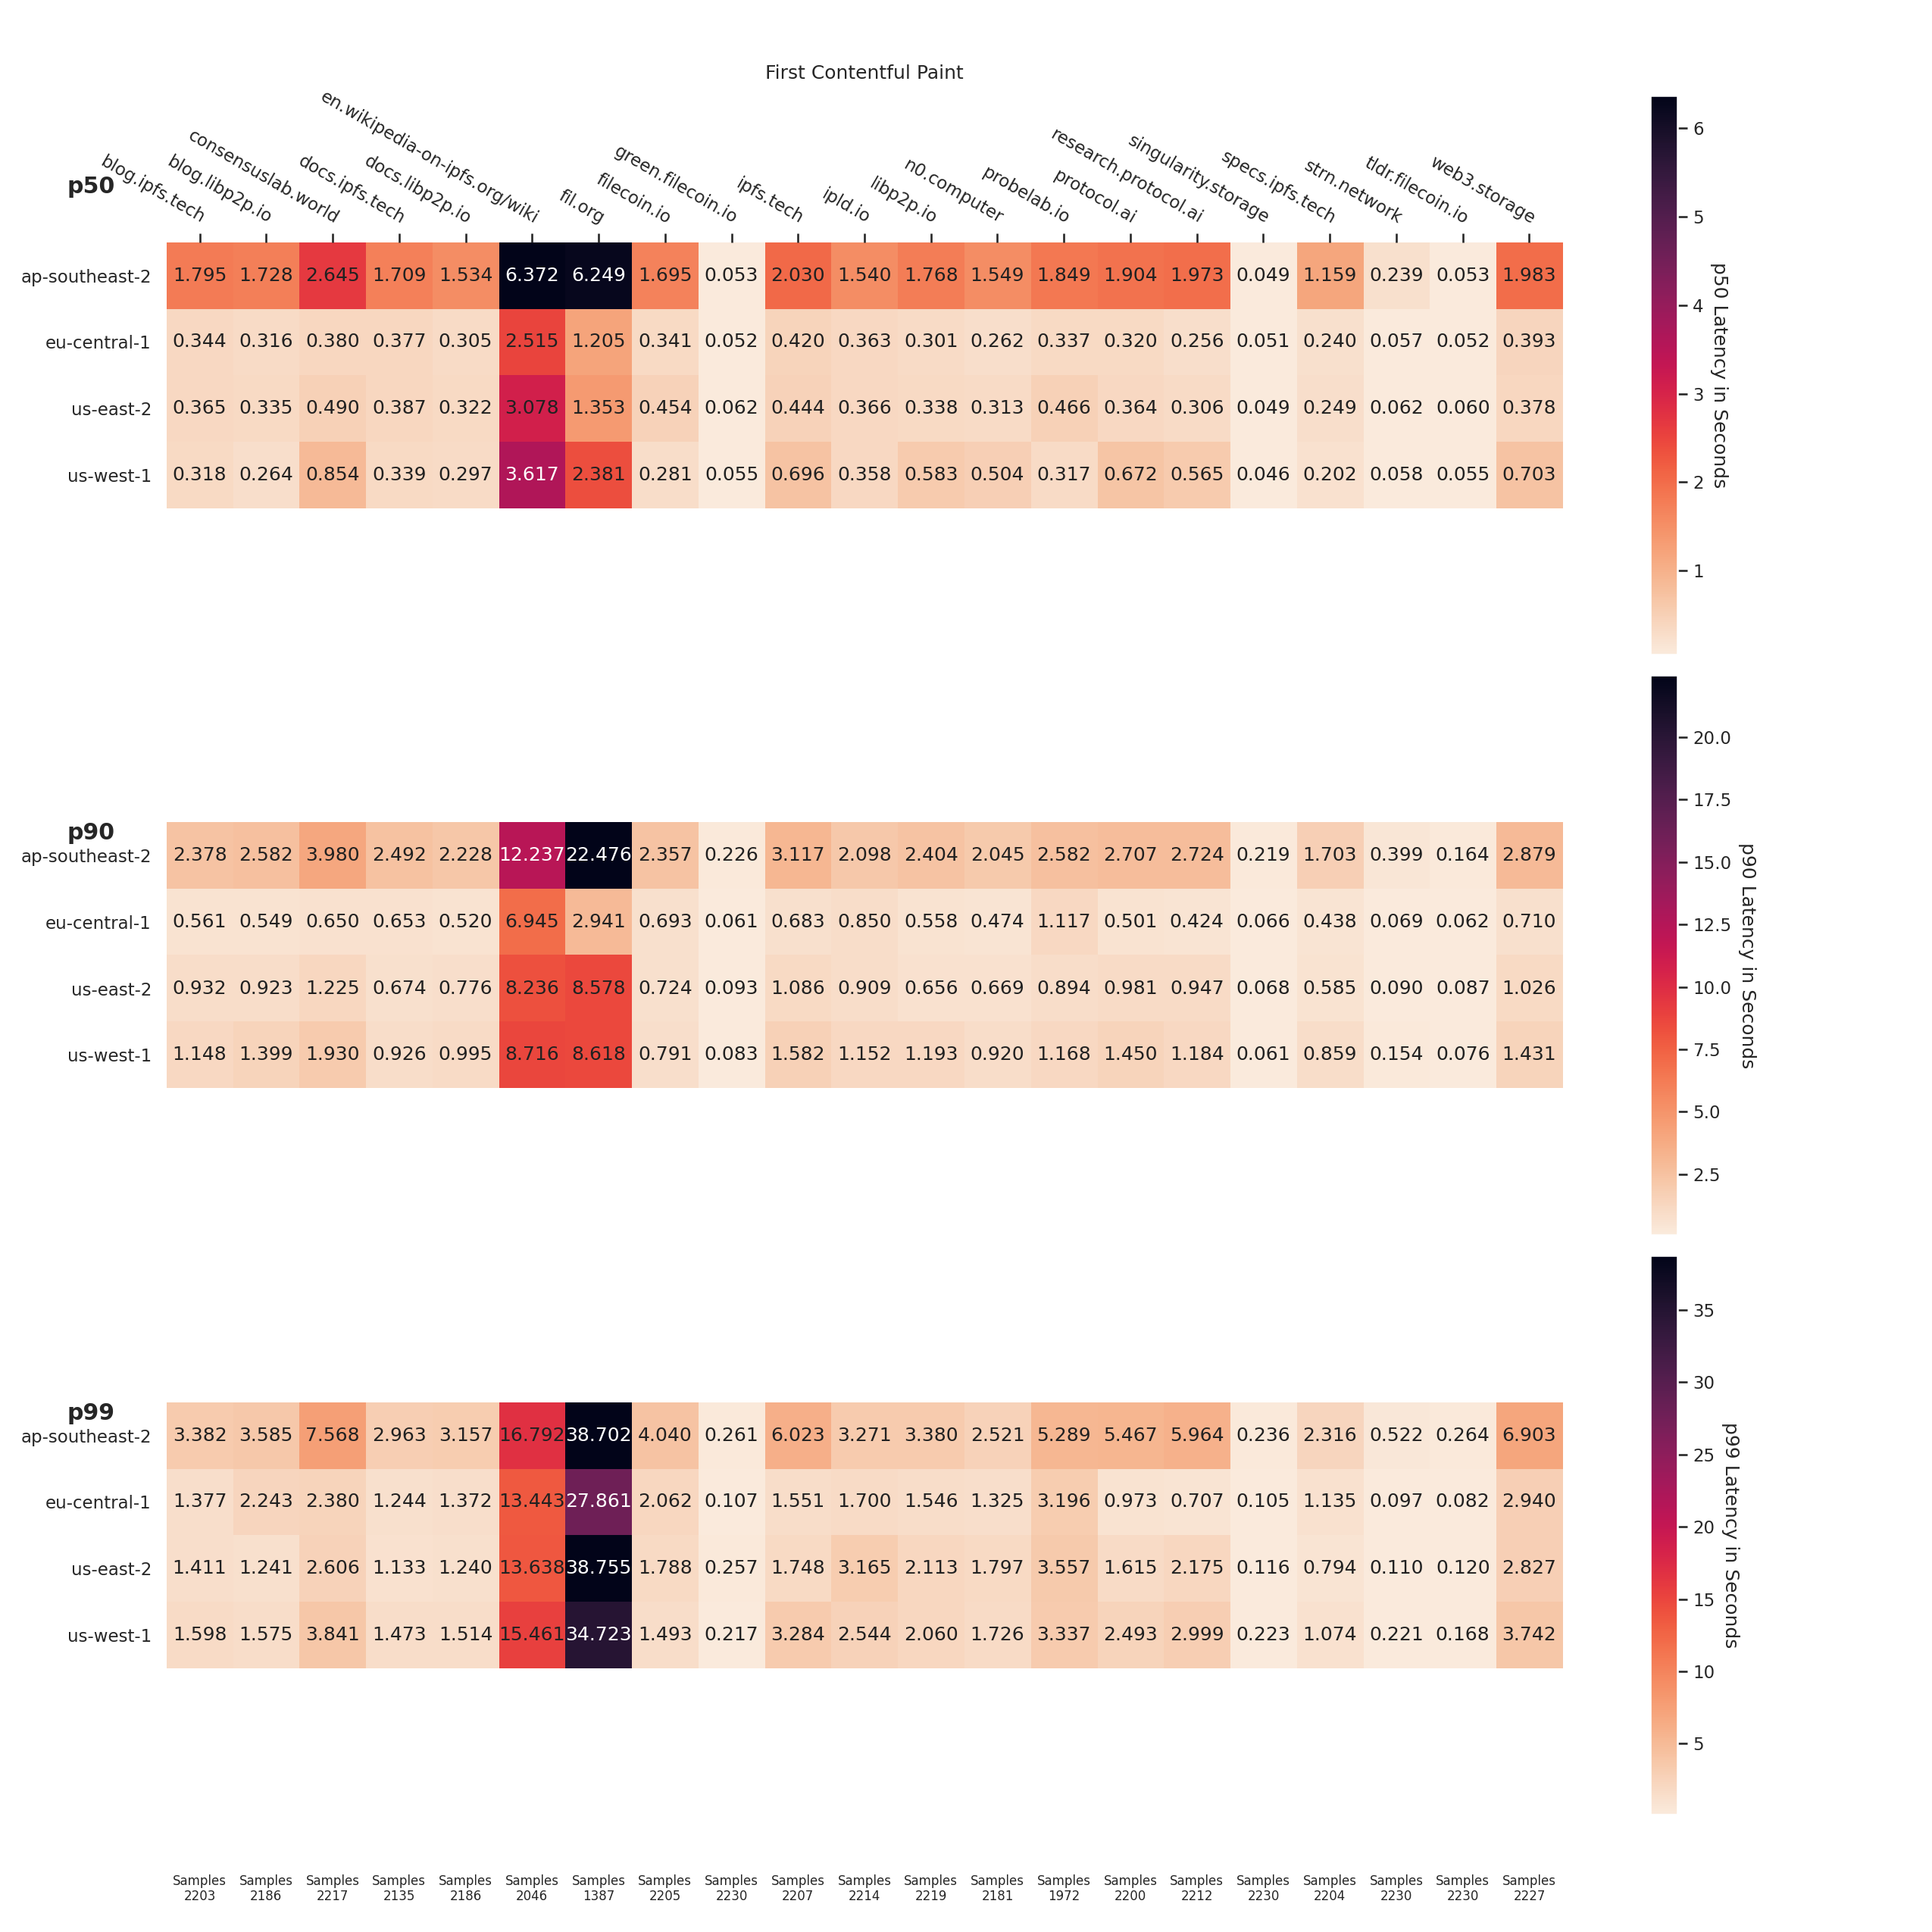 First Contentful Paint
p50
blog.ipfs.tech
blog.libp2p.io
consensuslab.world
docs.ipfs.tech
docs.libp2p.io
en.wikipedia-on-ipfs.org/wiki
fil.org
filecoin.io
green.filecoin.io
ipfs.tech
ipld.io
libp2p.io
n0.computer
probelab.io
protocol.ai
research.protocol.ai
singularity.storage
specs.ipfs.tech
strn.network
tldr.filecoin.io
web3.storage
ap-southeast-2 1.795 1.728 2.645 1.709 1.534 6.372 6.249 1.695 0.053 2.030 1.540 1.768 1.549 1.849 1.904 1.973 0.049 1.159 0.239 0.053 1.983
eu-central-1 0.344 0.316 0.380 0.377 0.305 2.515 1.205 0.341 0.052 0.420 0.363 0.301 0.262 0.337 0.320 0.256 0.051 0.240 0.057 0.052 0.393
us-east-2 0.365 0.335 0.490 0.387 0.322 3.078 1.353 0.454 0.062 0.444 0.366 0.338 0.313 0.466 0.364 0.306 0.049 0.249 0.062 0.060 0.378
us-west-1 0.318 0.264 0.854 0.339 0.297 3.617 2.381 0.281 0.055 0.696 0.358 0.583 0.504 0.317 0.672 0.565 0.046 0.202 0.058 0.055 0.703
6
5
4
3
2
1
p50 Latency in Seconds
p90
ap-southeast-2 2.378 2.582 3.980 2.492 2.228 12.237 22.476 2.357 0.226 3.117 2.098 2.404 2.045 2.582 2.707 2.724 0.219 1.703 0.399 0.164 2.879
eu-central-1 0.561 0.549 0.650 0.653 0.520 6.945 2.941 0.693 0.061 0.683 0.850 0.558 0.474 1.117 0.501 0.424 0.066 0.438 0.069 0.062 0.710
us-east-2 0.932 0.923 1.225 0.674 0.776 8.236 8.578 0.724 0.093 1.086 0.909 0.656 0.669 0.894 0.981 0.947 0.068 0.585 0.090 0.087 1.026
us-west-1 1.148 1.399 1.930 0.926 0.995 8.716 8.618 0.791 0.083 1.582 1.152 1.193 0.920 1.168 1.450 1.184 0.061 0.859 0.154 0.076 1.431
20.0
17.5
15.0
12.5
10.0
7.5
5.0
2.5
p90 Latency in Seconds
p99
ap-southeast-2 3.382 3.585 7.568 2.963 3.157 16.792 38.702 4.040 0.261 6.023 3.271 3.380 2.521 5.289 5.467 5.964 0.236 2.316 0.522 0.264 6.903
eu-central-1 1.377 2.243 2.380 1.244 1.372 13.443 27.861 2.062 0.107 1.551 1.700 1.546 1.325 3.196 0.973 0.707 0.105 1.135 0.097 0.082 2.940
us-east-2 1.411 1.241 2.606 1.133 1.240 13.638 38.755 1.788 0.257 1.748 3.165 2.113 1.797 3.557 1.615 2.175 0.116 0.794 0.110 0.120 2.827
us-west-1 1.598 1.575 3.841 1.473 1.514 15.461 34.723 1.493 0.217 3.284 2.544 2.060 1.726 3.337 2.493 2.999 0.223 1.074 0.221 0.168 3.742
35
30
25
20
15
10
5
p99 Latency in Seconds
Samples Samples Samples Samples Samples Samples Samples Samples Samples Samples Samples Samples Samples Samples Samples Samples Samples Samples Samples Samples Samples
2203 2186 2217 2135 2186 2046 1387 2205 2230 2207 2214 2219 2181 1972 2200 2212 2230 2204 2230 2230 2227